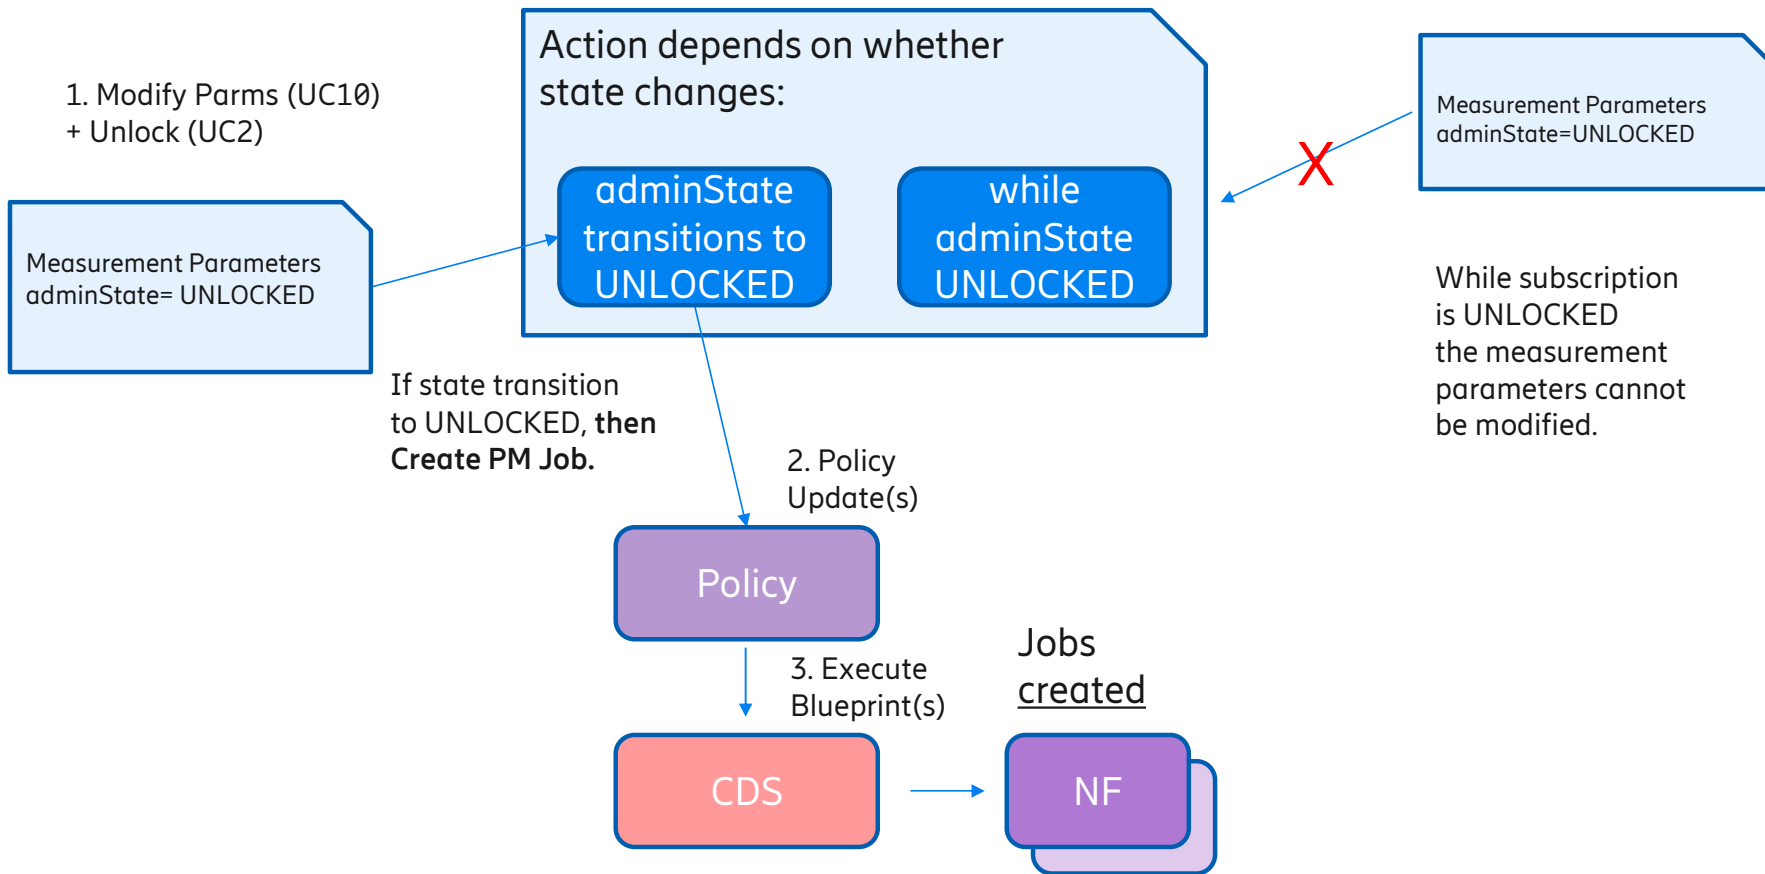 Action depends on whether
state changes:
1. Modify Parms (UC10)
+ Unlock (UC2)
Measurement Parameters
adminState=UNLOCKED
X
adminState
transitions to
UNLOCKED
while
adminState
UNLOCKED
Measurement Parameters
adminState= UNLOCKED
While subscription
is UNLOCKED
the measurement
parameters cannot
be modified.
If state transition
to UNLOCKED, then
Create PM Job.
2. Policy
Update(s)
Policy
3. Execute
Blueprint(s)
Jobs
created
CDS
NF